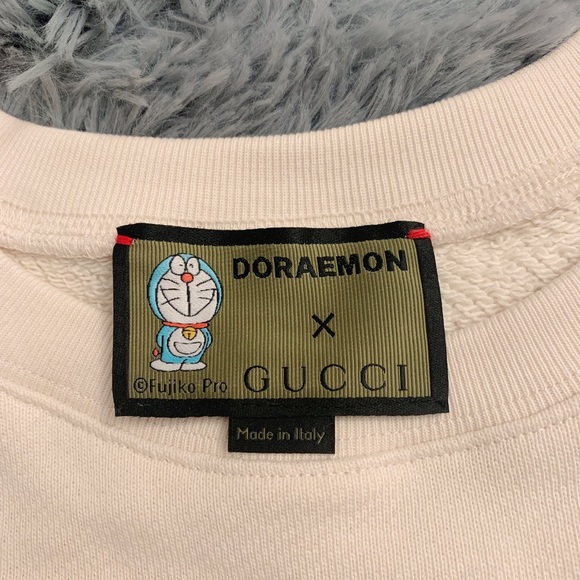 DORAEMON
X
©Fujiko Pro GUCCI
Made in Italy